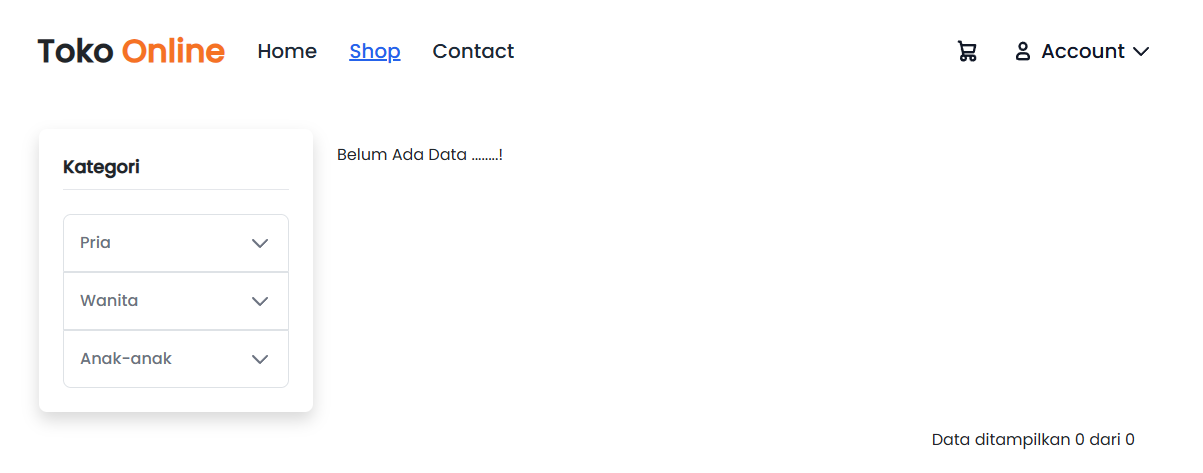 Toko Online Home Shop Contact Account
Kategori
Pria
Wanita
Anak-anak
Belum Ada Data ........!
Data ditampilkan 0 dari 0